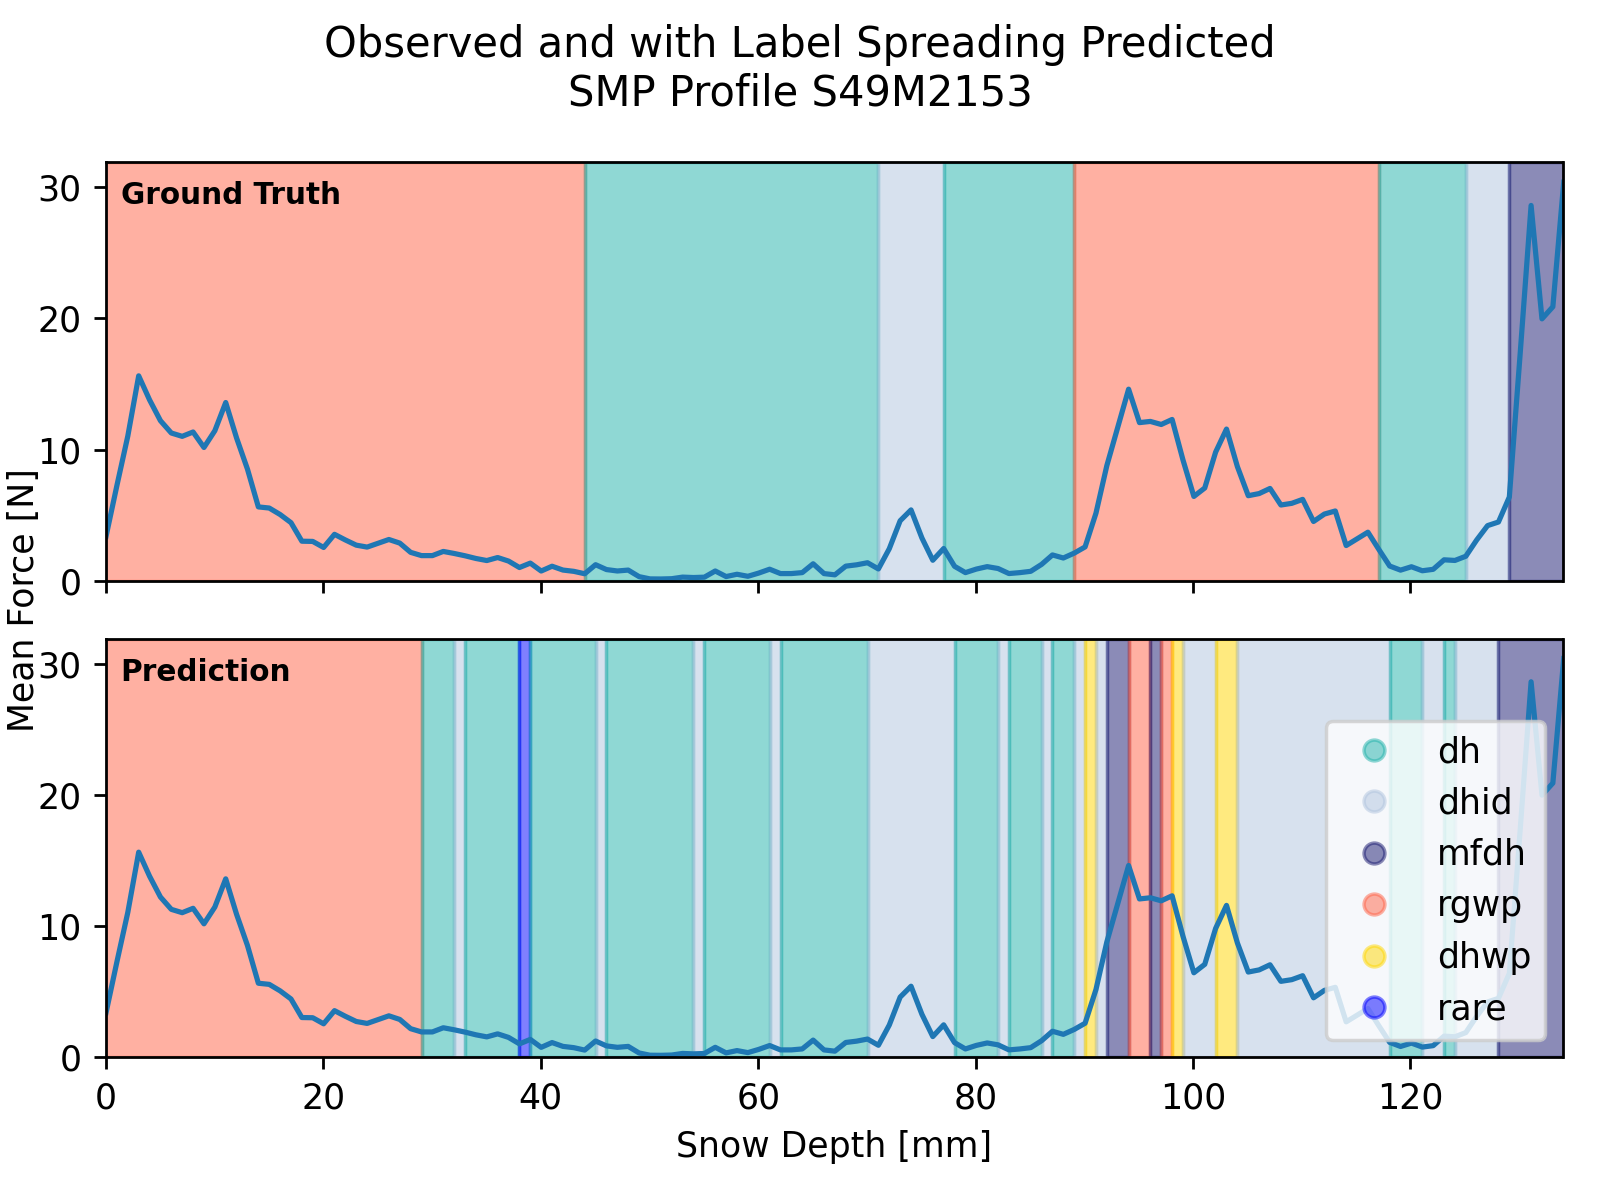 Observed and with Label Spreading Predicted
SMP Profile S49M2153
Mean Force [N]
30
20
10
0
Ground Truth
30
20
10
0
Prediction
dh
dhid
mfdh
rgwp
dhwp
rare
0 20 40 60 80 100 120
Snow Depth [mm]